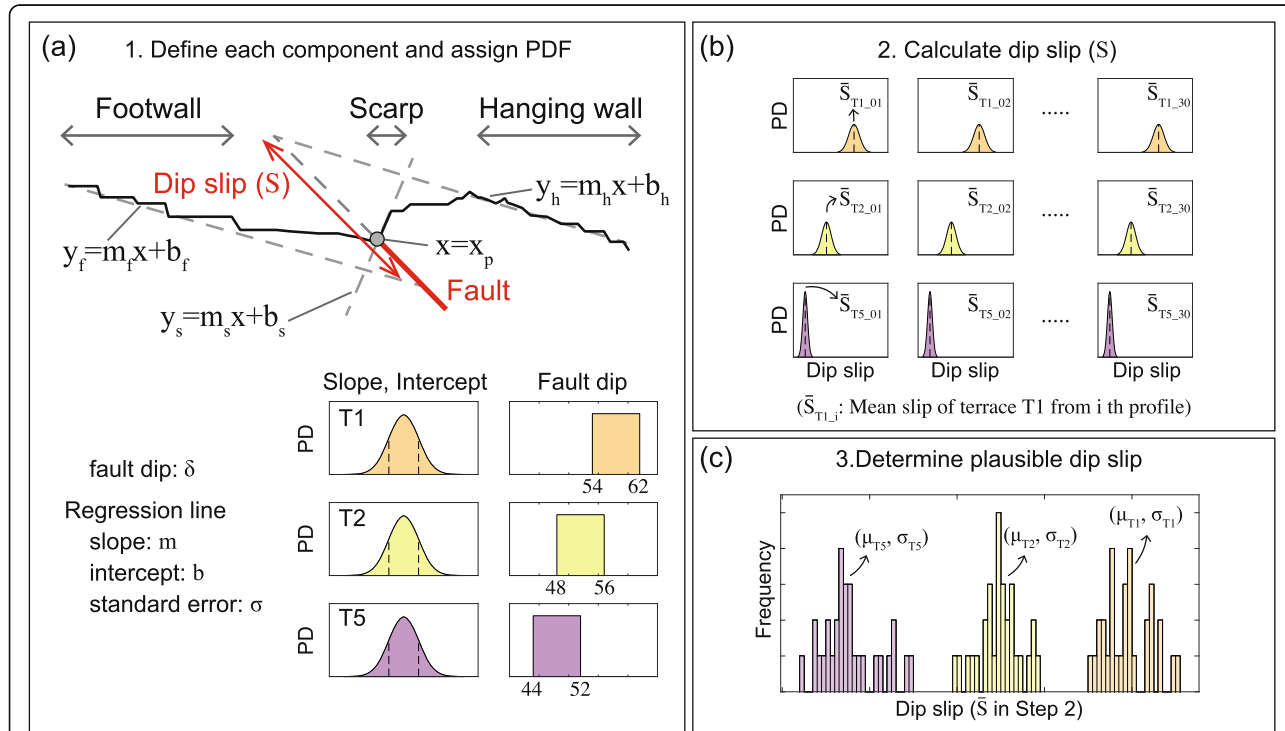 (a)
1. Define each component and assign PDF
Footwall
Scarp
Hanging wall
Dip slip (S)
y_h=m_hx+b_h
y_f=m_fx+b_f
x=x_p
Fault
y_s=m_sx+b_s
Slope, Intercept
Fault dip
PD
T1
54
62
fault dip: δ
Regression line
slope: m
intercept: b
standard error: σ
PD
T2
48
56
PD
T5
44
52
(b)
2. Calculate dip slip (S)
PD
S̄_T1_01
S̄_T1_02
.....
S̄_T1_30
PD
S̄_T2_01
S̄_T2_02
.....
S̄_T2_30
PD
S̄_T5_01
S̄_T5_02
.....
S̄_T5_30
Dip slip
Dip slip
Dip slip
(S̄_T1_i: Mean slip of terrace T1 from i th profile)
(c)
3.Determine plausible dip slip
Frequency
(μ_T5, σ_T5)
(μ_T2, σ_T2)
(μ_T1, σ_T1)
Dip slip (S̄ in Step 2)